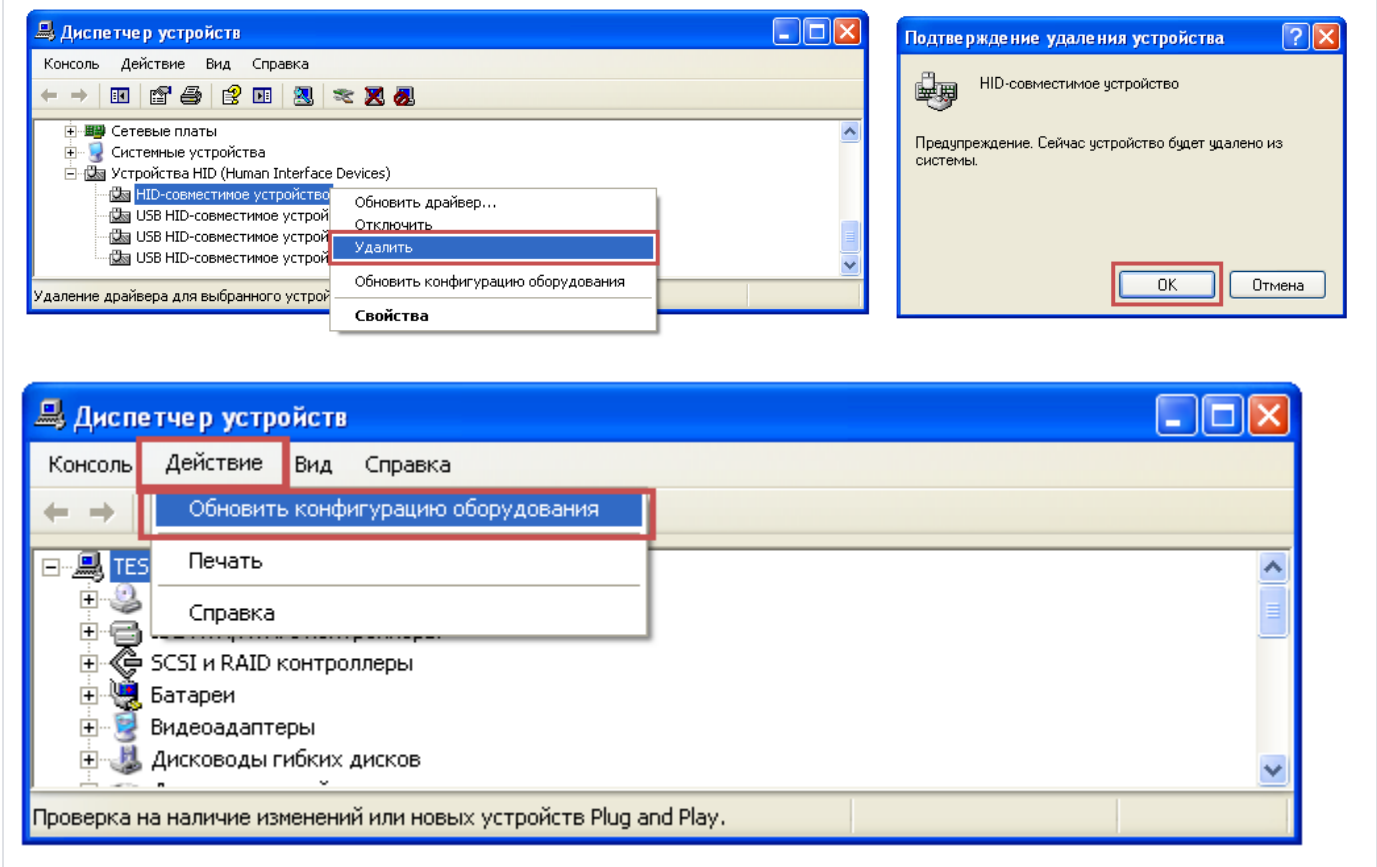 Диспетчер устройств
Консоль Действие Вид Справка
Сетевые платы
Системные устройства
Устройства HID (Human Interface Devices)
HID-совместимое устройство
USB HID-совместимое устрой
USB HID-совместимое устрой
USB HID-совместимое устрой
Удаление драйвера для выбранного устрой
Обновить драйвер...
Отключить
Удалить
Обновить конфигурацию оборудования
Свойства
Подтверждение удаления устройства
HID-совместимое устройство
Предупреждение. Сейчас устройство будет удалено из
системы.
OK Отмена
Диспетчер устройств
Консоль Действие Вид Справка
Обновить конфигурацию оборудования
Печать
Справка
TES
SCSI и RAID контроллеры
Батареи
Видеоадаптеры
Дисководы гибких дисков
Проверка на наличие изменений или новых устройств Plug and Play.